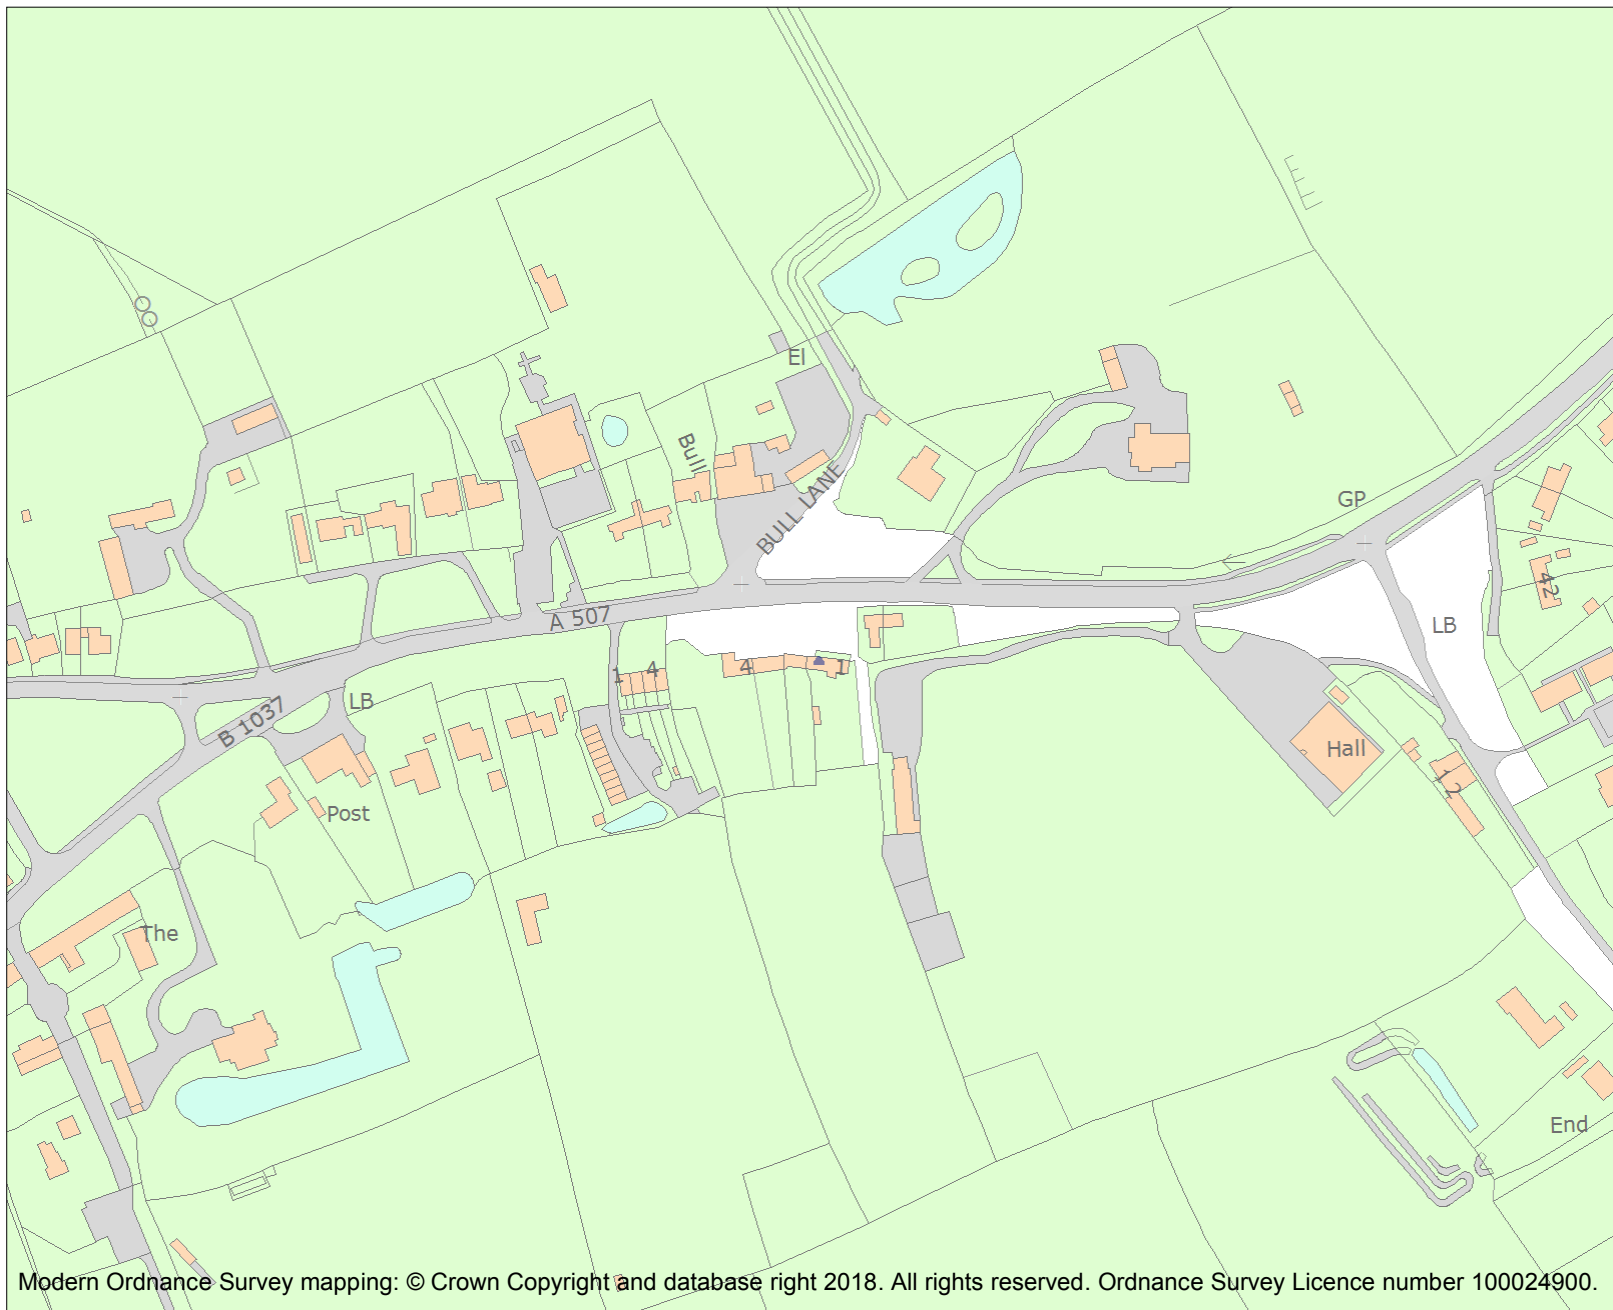 El
Bull
BULL LANE
GP
42
LB
A 507
1
4
4
1
LB
B 1037
Hall
12
Post
The
End
Modern Ordnance Survey mapping: © Crown Copyright and database right 2018. All rights reserved. Ordnance Survey Licence number 100024900.